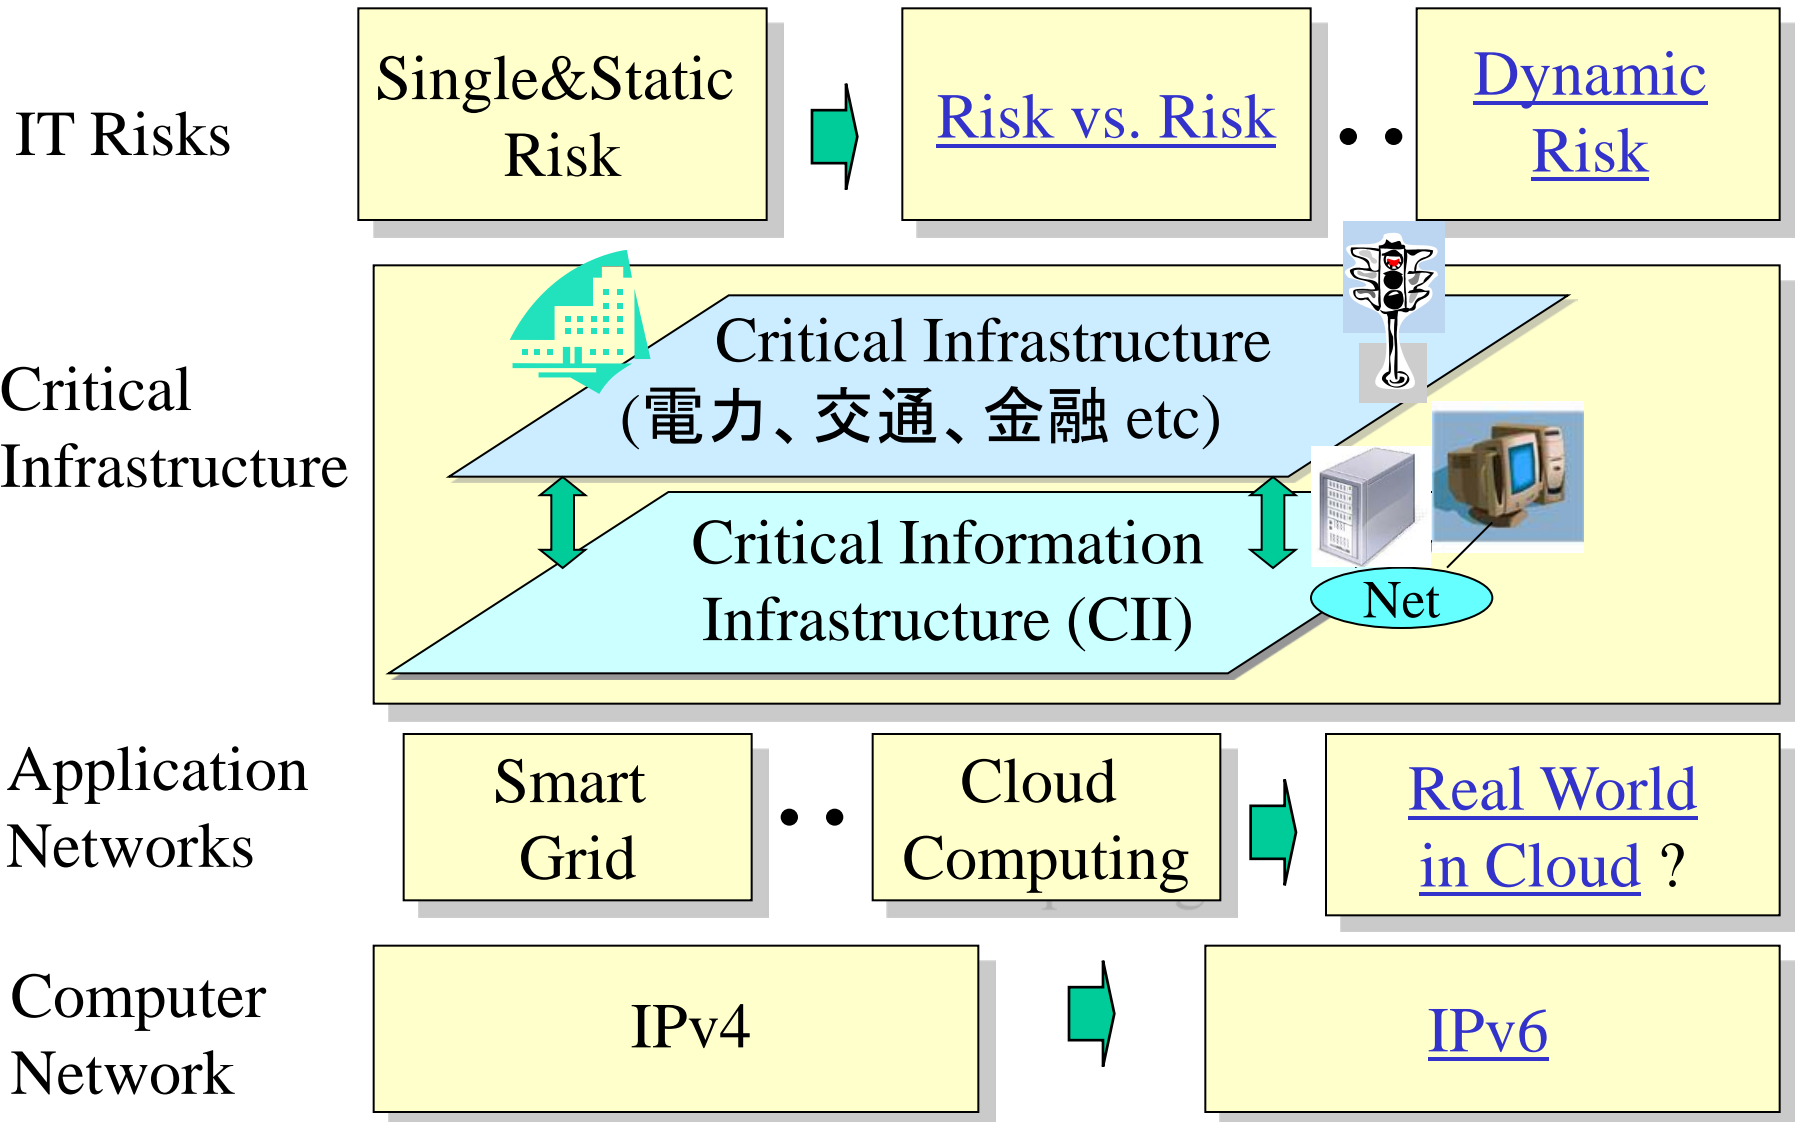 IT Risks
Single&Static
Risk
Risk vs. Risk
・・
Dynamic
Risk
Critical
Infrastructure
Critical Infrastructure
(電力、交通、金融 etc)
Critical Information
Infrastructure (CII)
Net
Application
Networks
Smart
Grid
・・
Cloud
Computing
Real World
in Cloud ?
Computer
Network
IPv4
IPv6